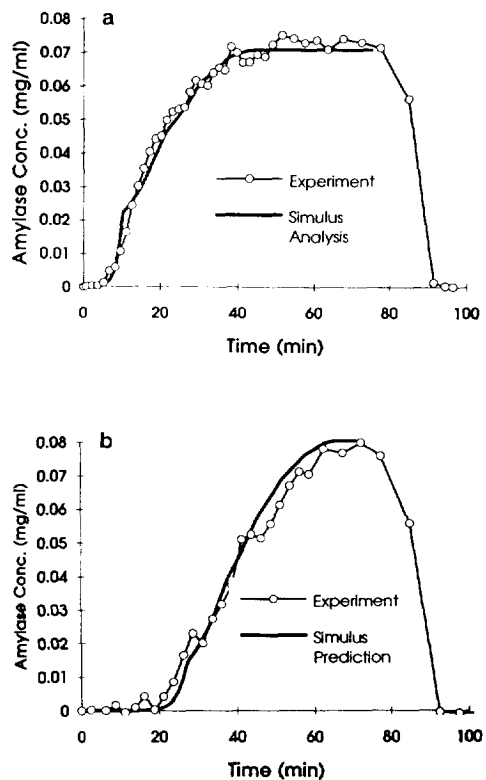 a
0.08
0.07
0.06
0.05
0.04
0.03
0.02
0.01
0
Amylase Conc. (mg/ml)
Experiment
Simulus
Analysis
0 20 40 60 80 100
Time (min)
b
0.08
0.07
0.06
0.05
0.04
0.03
0.02
0.01
0
Amylase Conc. (mg/ml)
Experiment
Simulus
Prediction
0 20 40 60 80 100
Time (min)